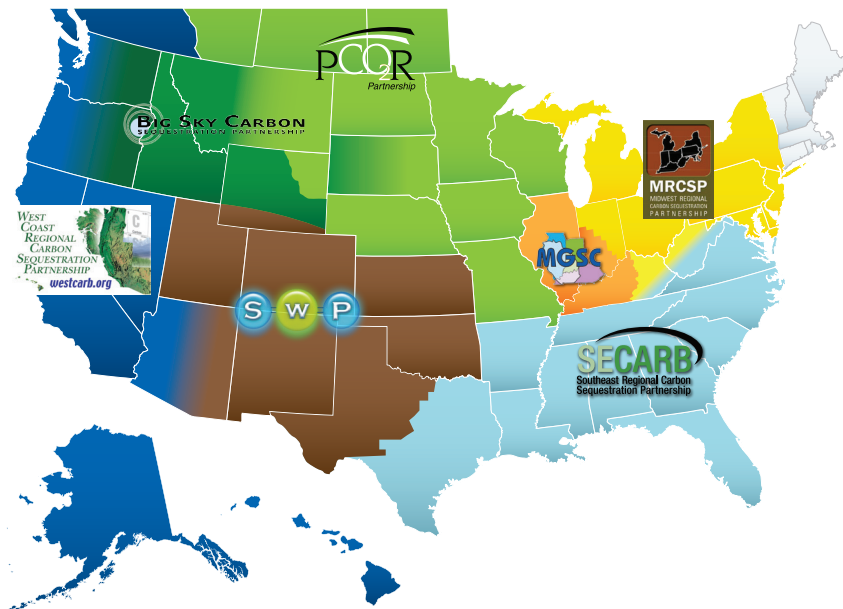 PCO2R
Partnership
BIG SKY CARBON
SEQUESTRATION PARTNERSHIP
MRCSP
MIDWEST REGIONAL
CARBON SEQUESTRATION
PARTNERSHIP
WEST
COAST
REGIONAL
CARBON
SEQUESTRATION
PARTNERSHIP
westcarb.org
C
MGSC
SWP
SECARB
Southeast Regional Carbon
Sequestration Partnership